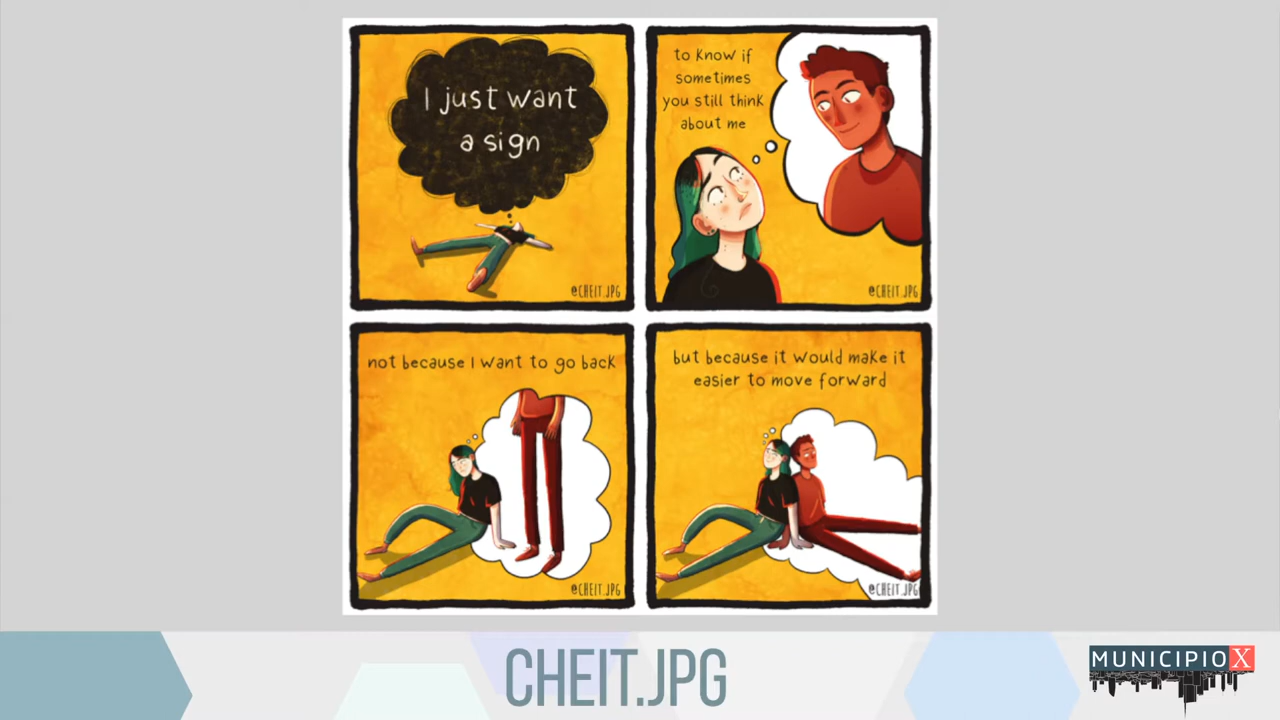 I just want
a sign
@CHEIT.JPG
to know if
sometimes
you still think
about me
@CHEIT.JPG
not because I want to go back
@CHEIT.JPG
but because it would make it
easier to move forward
@CHEIT.JPG
CHEIT.JPG
MUNICIPIO X